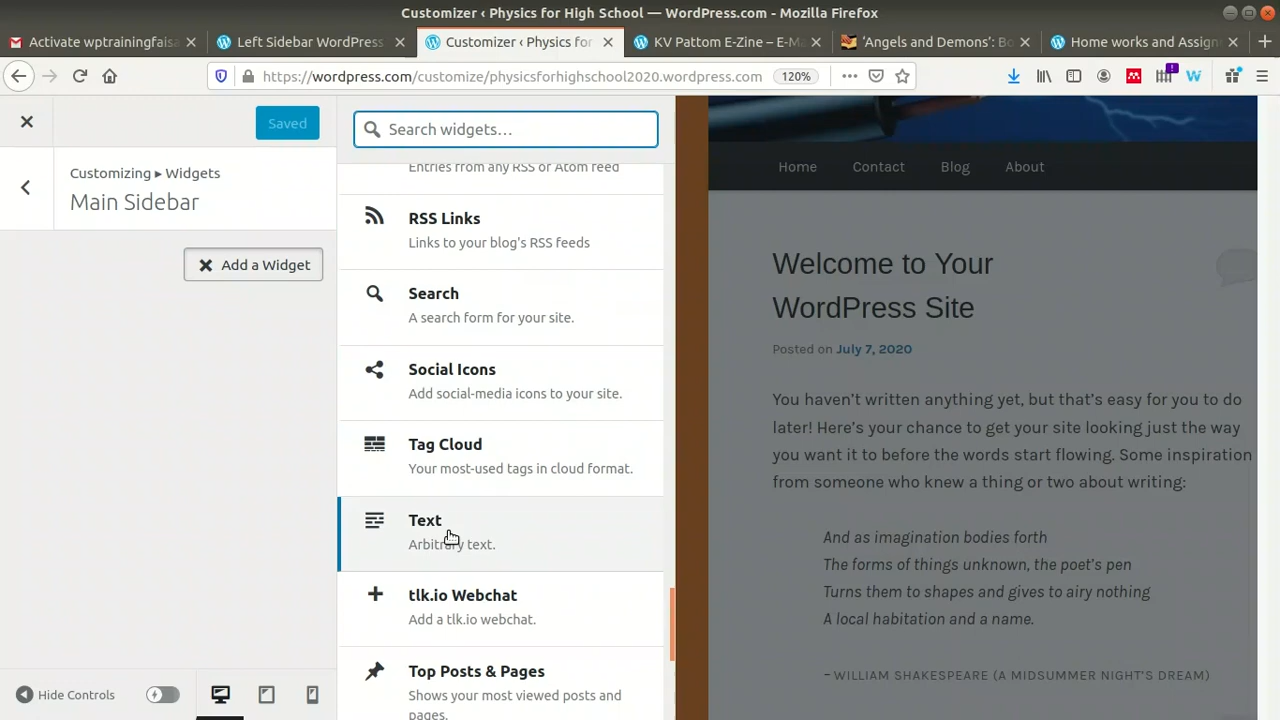 Customizer ‹ Physics for High School — WordPress.com - Mozilla Firefox
Activate wptrainingfaisa
Left Sidebar WordPress
Customizer ‹ Physics for
KV Pattom E-Zine – E-Ma
'Angels and Demons': Bo
Home works and Assign
https://wordpress.com/customize/physicsforhighschool2020.wordpress.com
120%
Saved
Customizing ▸ Widgets
Main Sidebar
Add a Widget
Search widgets…
Entries from any RSS or Atom feed
RSS Links
Links to your blog's RSS feeds
Search
A search form for your site.
Social Icons
Add social-media icons to your site.
Tag Cloud
Your most-used tags in cloud format.
Text
Arbitrary text.
tlk.io Webchat
Add a tlk.io webchat.
Top Posts & Pages
Shows your most viewed posts and
pages.
Hide Controls
Home
Contact
Blog
About
Welcome to Your
WordPress Site
Posted on July 7, 2020
You haven't written anything yet, but that's easy for you to do
later! Here's your chance to get your site looking just the way
you want it to before the words start flowing. Some inspiration
from someone who knew a thing or two about writing:
And as imagination bodies forth
The forms of things unknown, the poet's pen
Turns them to shapes and gives to airy nothing
A local habitation and a name.
– WILLIAM SHAKESPEARE (A MIDSUMMER NIGHT'S DREAM)